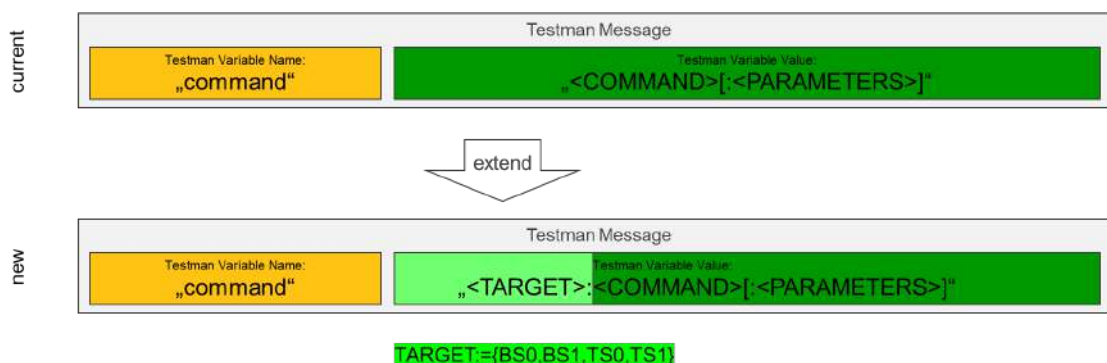 current
Testman Message
Testman Variable Name:
„command“
Testman Variable Value:
„<COMMAND>[:<PARAMETERS>]“
extend
new
Testman Message
Testman Variable Name:
„command“
Testman Variable Value:
„<TARGET>:<COMMAND>[:<PARAMETERS>]“
TARGET:={BS0,BS1,TS0,TS1}